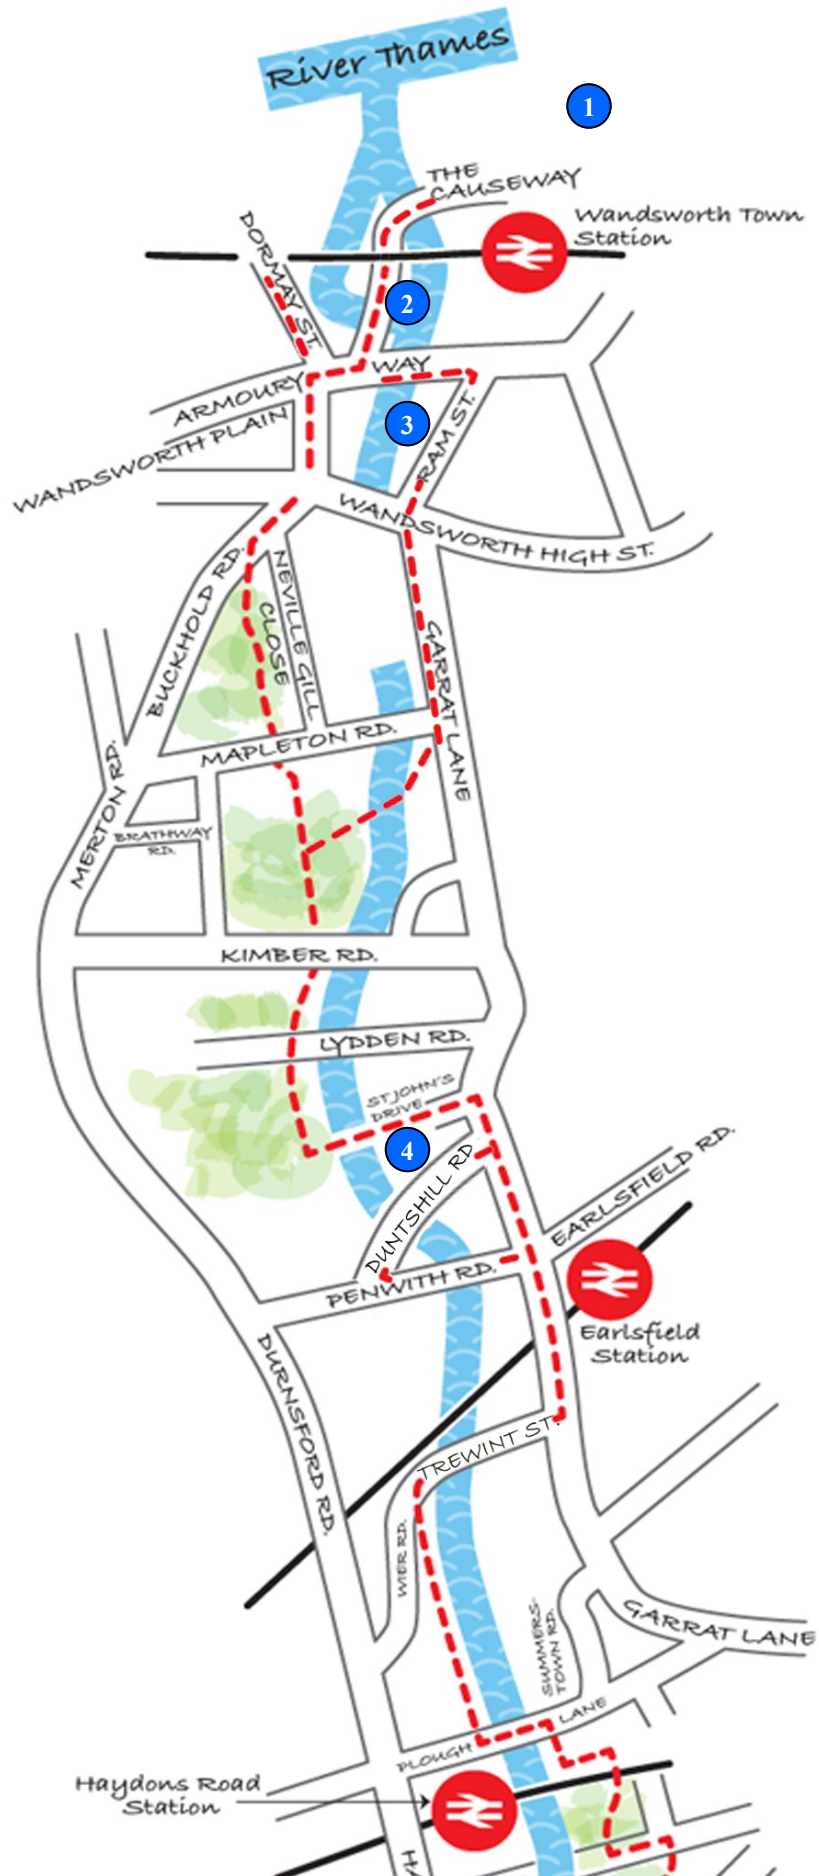 River Thames
1
THE
CAUSEWAY
DORMAY ST.
Wandsworth Town
Station
2
WAY
ARMOURY
WANDSWORTH PLAIN
3
RAM ST.
WANDSWORTH HIGH ST.
BUCKHOLD RD.
NEVILLE GILL
CLOSE
GARRAT LANE
MAPLETON RD.
MERTON RD.
BRATHWAY
RD.
KIMBER RD.
LYDDEN RD.
ST JOHN'S
DRIVE
4
DUNTSHILL RD
EARLSFIELD RD.
PENWITH RD.
Earlsfield
Station
DURNSFORD RD.
TREWINT ST.
WIER RD.
SUMMERS-
TOWN RD.
GARRAT LANE
LANE
PLOUGH
Haydons Road
Station
HA